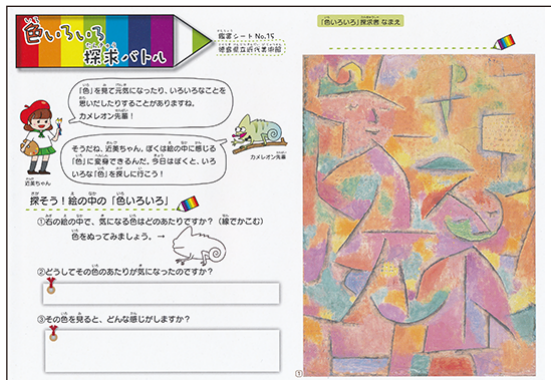 色いろいろ
探求バトル
鑑賞シート No.15
徳島県立近代美術館
「色いろいろ」探求者 なまえ
「色」を見て元気になったり、いろいろなことを
思いだしたりすることがありますね。
カメレオン先輩!
近美ちゃん
そうだね、近美ちゃん。ぼくは絵の中に感じる
「色」に変身できるんだ。今日はぼくと、いろ
いろな「色」を探しに行こう!
カメレオン先輩
探そう!絵の中の「色いろいろ」
①右の絵の中で、気になる色はどのあたりですか?(線でかこむ)
色をぬってみましょう。→
②どうしてその色のあたりが気になったのですか?
③その色を見ると、どんな感じがしますか?
①